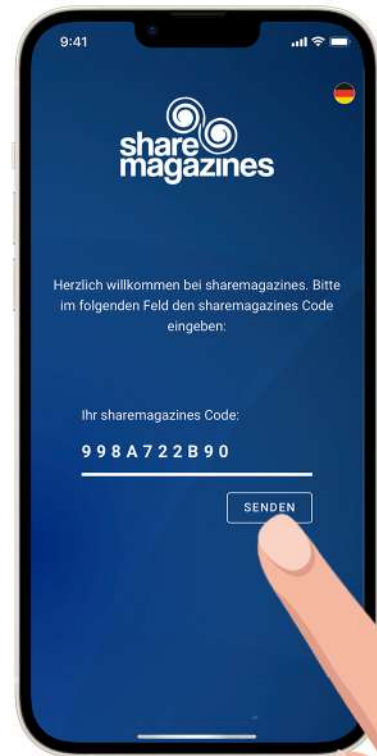 9:41
share
magazines
Herzlich willkommen bei sharemagazines. Bitte
im folgenden Feld den sharemagazines Code
eingeben:
Ihr sharemagazines Code:
998A722B90
SENDEN